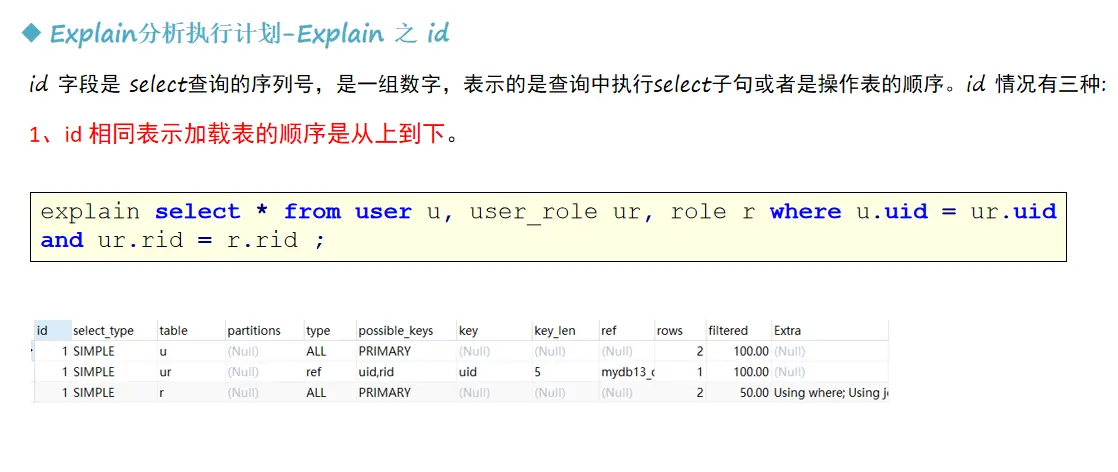 ◆ Explain分析执行计划-Explain 之 id
id 字段是 select查询的序列号，是一组数字，表示的是查询中执行select子句或者是操作表的顺序。id 情况有三种:
1、id 相同表示加载表的顺序是从上到下。
explain select * from user u, user_role ur, role r where u.uid = ur.uid
and ur.rid = r.rid ;
id select_type table partitions type possible_keys key key_len ref rows filtered Extra
1 SIMPLE u (Null) ALL PRIMARY (Null) (Null) (Null) 2 100.00 (Null)
1 SIMPLE ur (Null) ref uid,rid uid 5 mydb13_ 1 100.00 (Null)
1 SIMPLE r (Null) ALL PRIMARY (Null) (Null) (Null) 2 50.00 Using where; Using